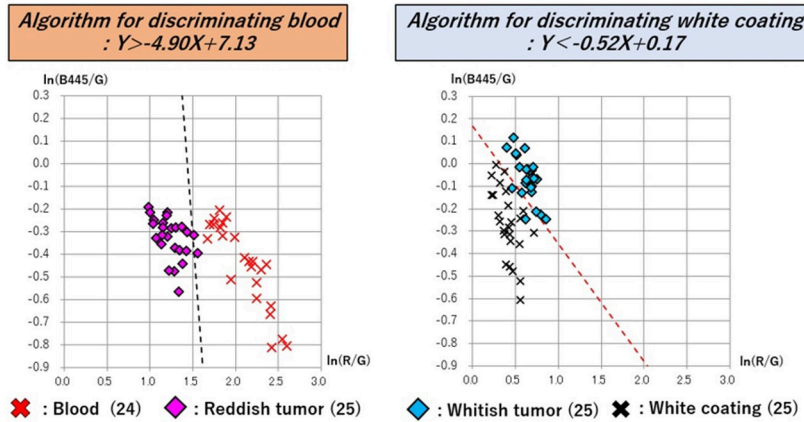 Algorithm for discriminating blood
: Y>-4.90X+7.13
Algorithm for discriminating white coating
: Y<-0.52X+0.17
ln(B445/G)
0.3
0.2
0.1
0.0
-0.1
-0.2
-0.3
-0.4
-0.5
-0.6
-0.7
-0.8
-0.9
ln(R/G)
0.0 0.5 1.0 1.5 2.0 2.5 3.0
ln(B445/G)
0.3
0.2
0.1
0.0
-0.1
-0.2
-0.3
-0.4
-0.5
-0.6
-0.7
-0.8
-0.9
ln(R/G)
0.0 0.5 1.0 1.5 2.0 2.5 3.0
: Blood (24) : Reddish tumor (25)
: Whitish tumor (25) : White coating (25)